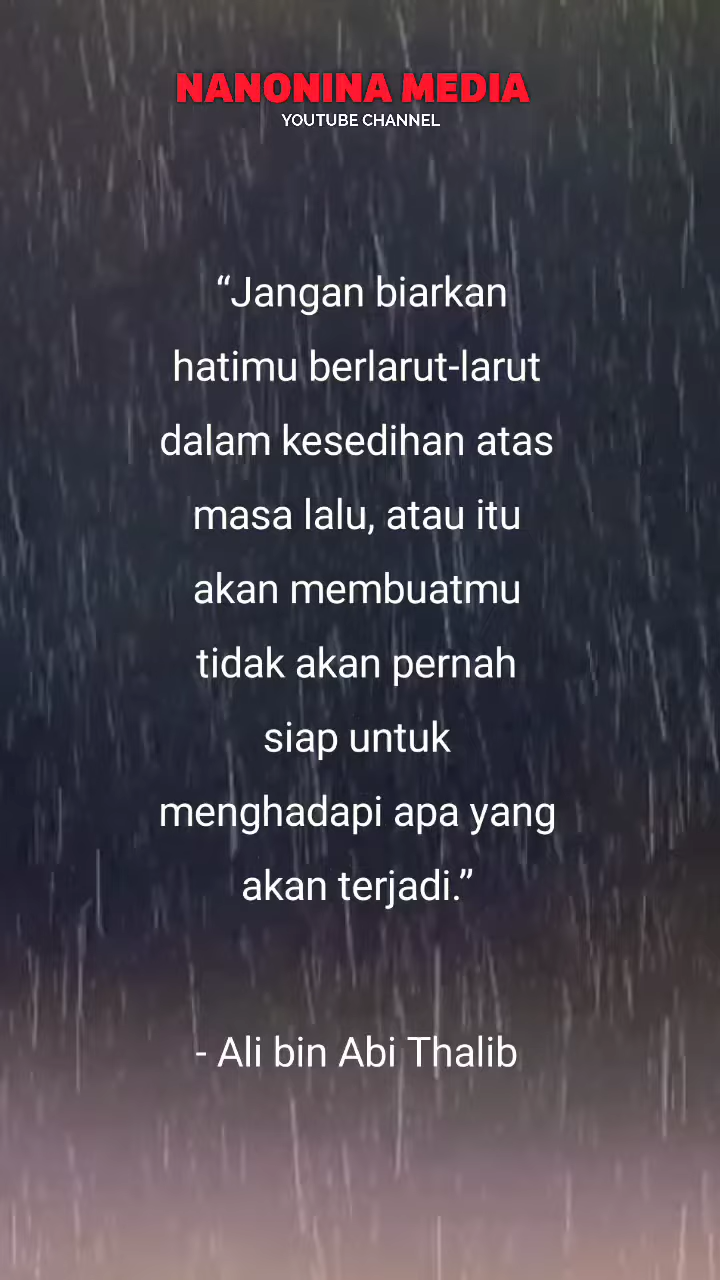 NANONINA MEDIA
YOUTUBE CHANNEL
“Jangan biarkan
hatimu berlarut-larut
dalam kesedihan atas
masa lalu, atau itu
akan membuatmu
tidak akan pernah
siap untuk
menghadapi apa yang
akan terjadi.”
- Ali bin Abi Thalib